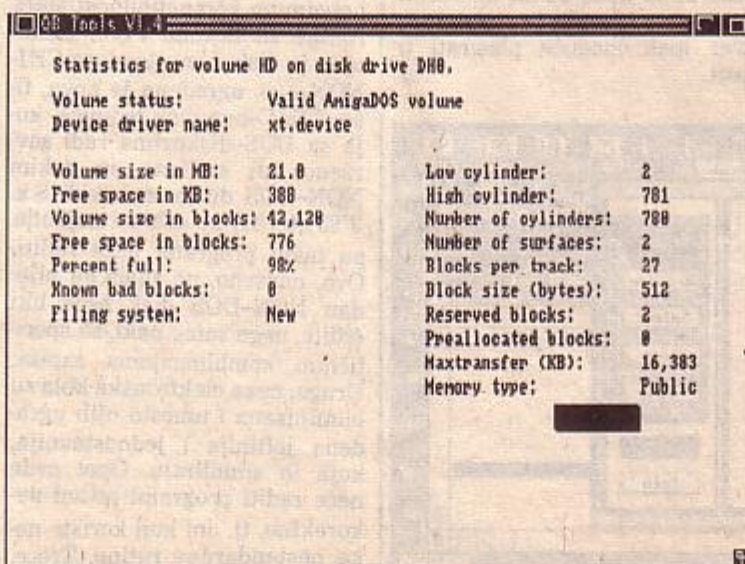 QB Tools V1.4
Statistics for volume HD on disk drive DH0.
Volume status: Valid AmigaDOS volume
Device driver name: xt.device
Volume size in MB: 21.0
Free space in KB: 388
Volume size in blocks: 42,120
Free space in blocks: 776
Percent full: 98%
Known bad blocks: 0
Filing system: New
Low cylinder: 2
High cylinder: 781
Number of cylinders: 780
Number of surfaces: 2
Blocks per track: 27
Block size (bytes): 512
Reserved blocks: 2
Preallocated blocks: 0
Maxtransfer (KB): 16,383
Memory type: Public